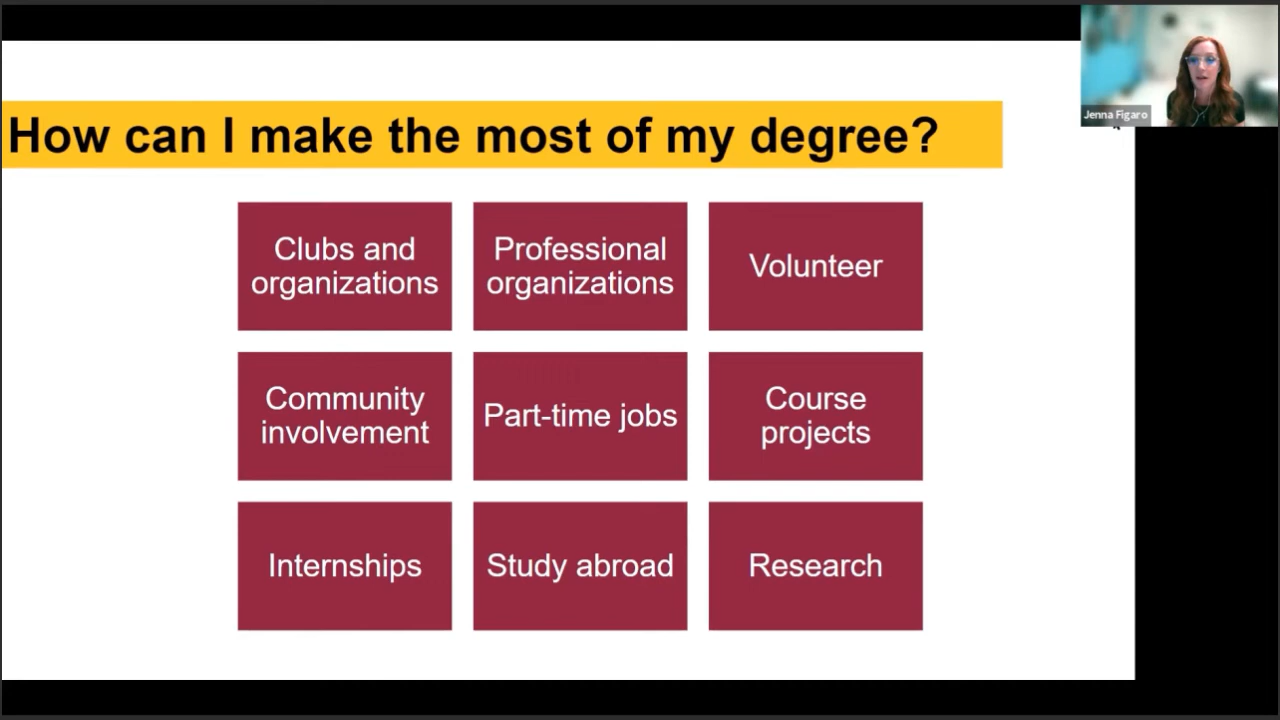 Jenna Figaro
How can I make the most of my degree?
Clubs and
organizations
Professional
organizations
Volunteer
Community
involvement
Part-time jobs
Course
projects
Internships
Study abroad
Research